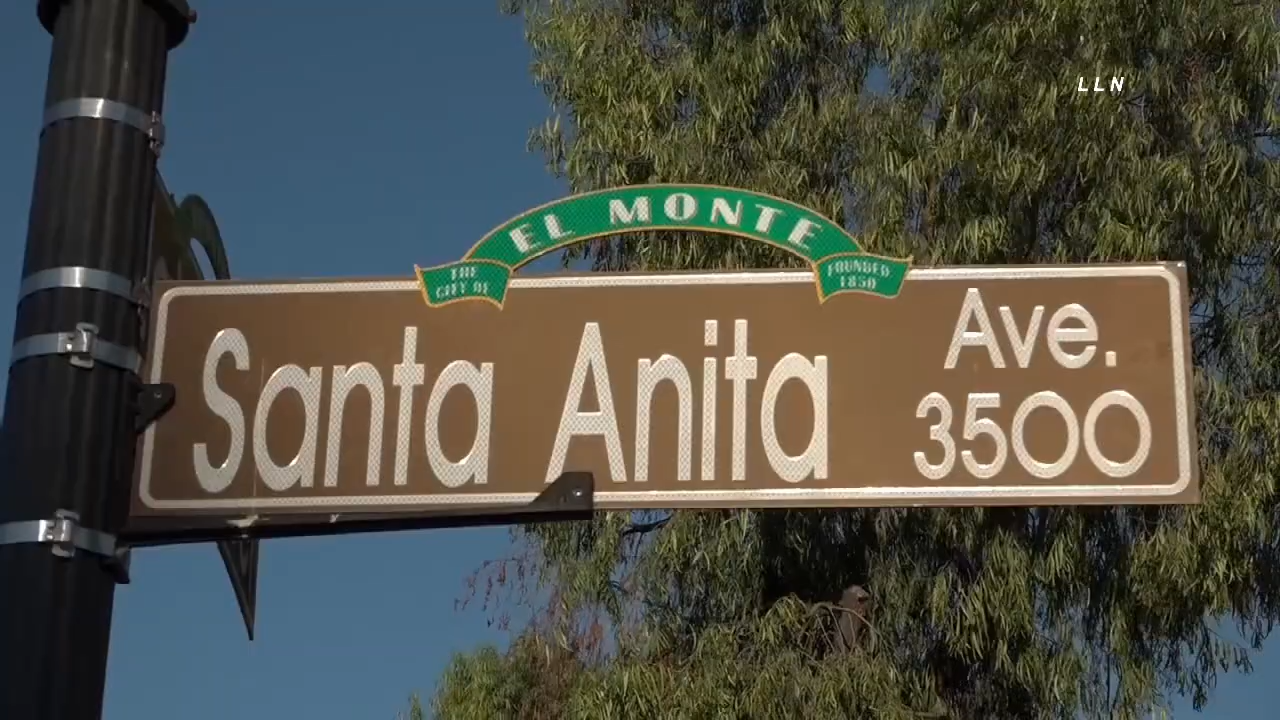 LLN
EL MONTE
THE
CITY OF
FOUNDED
1850
Santa Anita
Ave.
3500